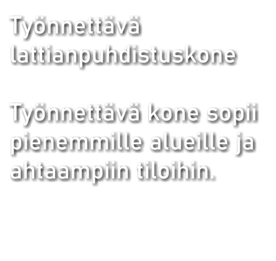 Työnnettävä
lattianpuhdistuskone
Työnnettävä kone sopii
pienemmille alueille ja
ahtaampiin tiloihin.